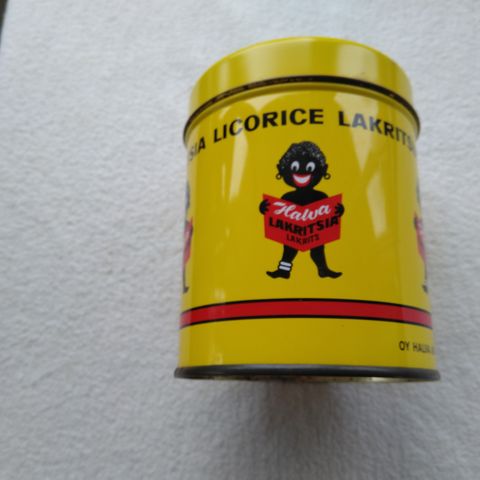 SIA LICORICE LAKRITS
Halva
LAKRITSIA
LAKRITS
OY HALVA